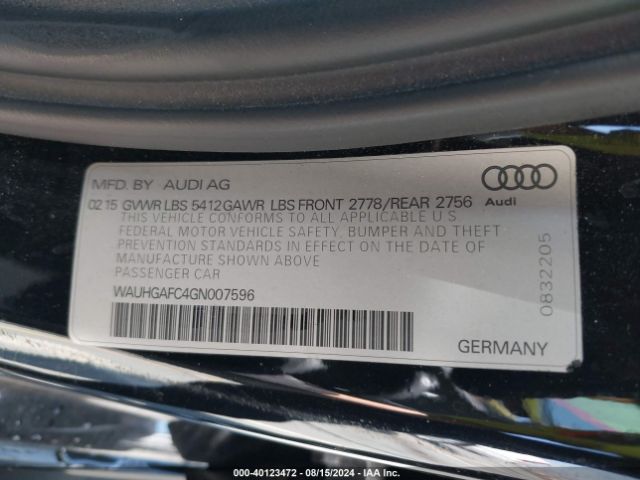 MFD. BY AUDI AG
02 15 GVWR LBS 5412 GAWR LBS FRONT 2778/REAR 2756
Audi
THIS VEHICLE CONFORMS TO ALL APPLICABLE U S
FEDERAL MOTOR VEHICLE SAFETY, BUMPER AND THEFT
PREVENTION STANDARDS IN EFFECT ON THE DATE OF
MANUFACTURE SHOWN ABOVE
PASSENGER CAR
WAUHGAFC4GN007596
0832205
GERMANY
000-40123472 - 08/15/2024 - IAA Inc.